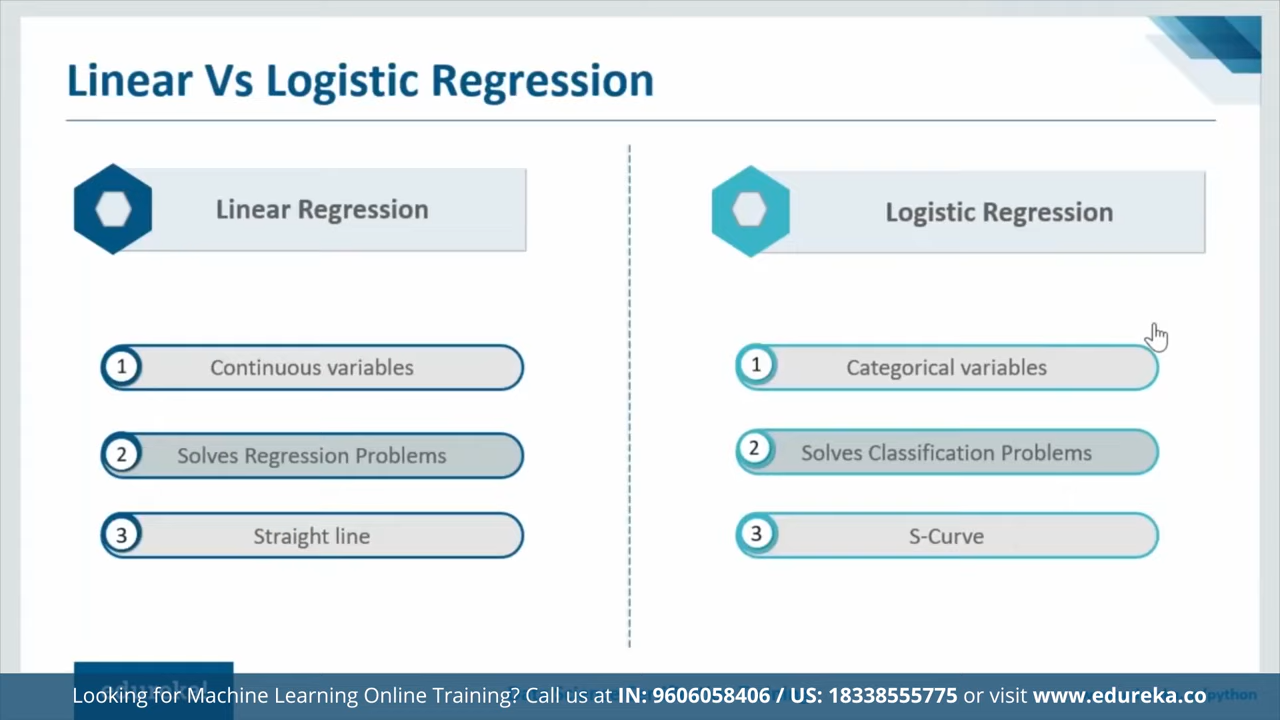 Linear Vs Logistic Regression
Linear Regression
1 Continuous variables
2 Solves Regression Problems
3 Straight line
Logistic Regression
1 Categorical variables
2 Solves Classification Problems
3 S-Curve
Looking for Machine Learning Online Training? Call us at IN: 9606058406 / US: 18338555775 or visit www.edureka.co